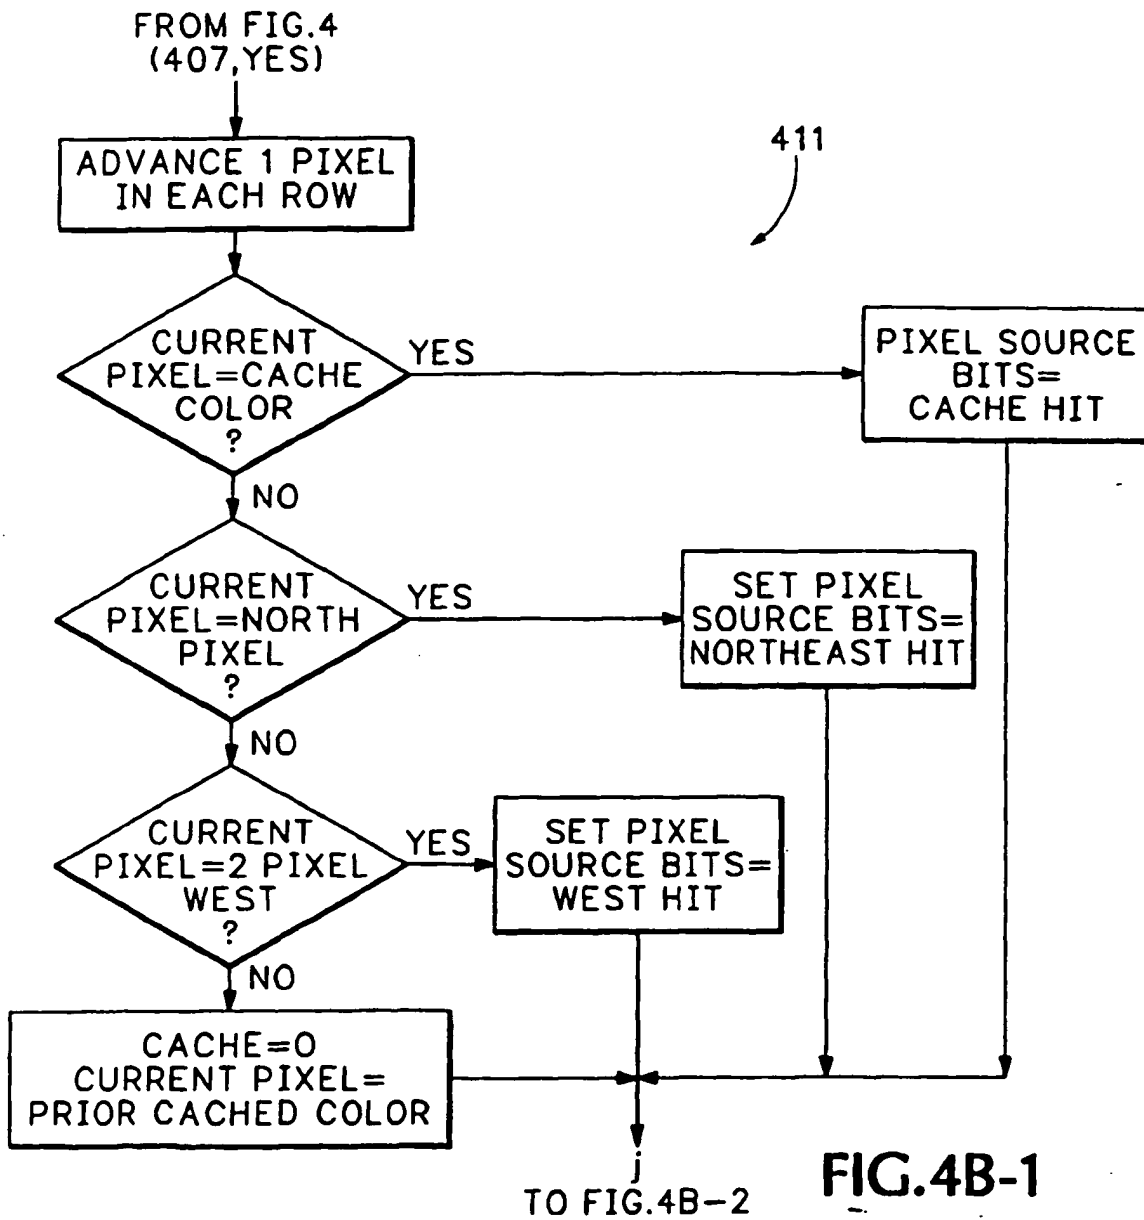 FROM FIG.4
(407,YES)
ADVANCE 1 PIXEL
IN EACH ROW
411
CURRENT
PIXEL=CACHE
COLOR
?
YES
PIXEL SOURCE
BITS=
CACHE HIT
NO
CURRENT
PIXEL=NORTH
PIXEL
?
YES
SET PIXEL
SOURCE BITS=
NORTHEAST HIT
NO
CURRENT
PIXEL=2 PIXEL
WEST
?
YES
SET PIXEL
SOURCE BITS=
WEST HIT
NO
CACHE=0
CURRENT PIXEL=
PRIOR CACHED COLOR
j
TO FIG.4B-2
FIG.4B-1